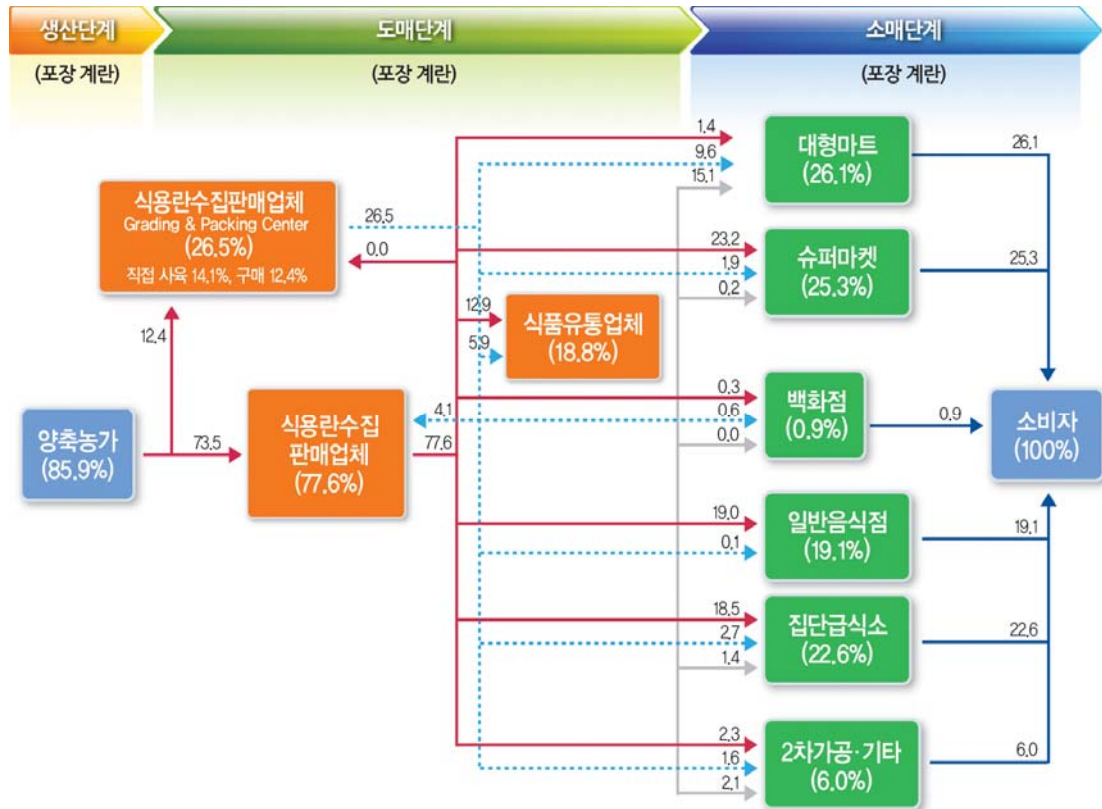 생산단계
도매단계
소매단계
(포장 계란)
(포장 계란)
(포장 계란)
1.4
9.6
15.1
대형마트
(26.1%)
26.1
식용란수집판매업체
Grading & Packing Center
(26.5%)
직접 사육 14.1%, 구매 12.4%
26.5
0.0
23.2
1.9
0.2
슈퍼마켓
(25.3%)
25.3
12.4
12.9
5.9
식품유통업체
(18.8%)
양축농가
(85.9%)
73.5
식용란수집
판매업체
(77.6%)
4.1
77.6
0.3
0.6
0.0
백화점
(0.9%)
0.9
소비자
(100%)
19.0
0.1
일반음식점
(19.1%)
19.1
18.5
2.7
1.4
집단급식소
(22.6%)
22.6
2.3
1.6
2.1
2차가공·기타
(6.0%)
6.0